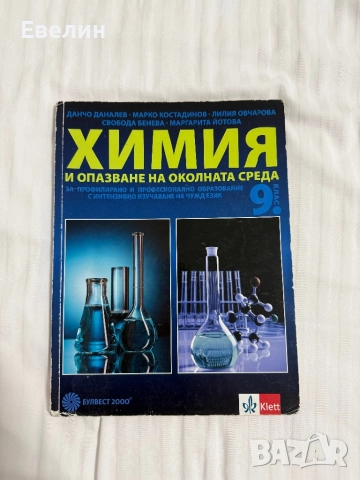 Евелин
ДАНЧО ДАНАЛЕВ · МАРКО КОСТАДИНОВ · ЛИЛИЯ ОВЧАРОВА
СВОБОДА БЕНЕВА · МАРГАРИТА ЙОТОВА
ХИМИЯ
И ОПАЗВАНЕ НА ОКОЛНАТА СРЕДА
ЗА ПРОФИЛИРАНО И ПРОФЕСИОНАЛНО ОБРАЗОВАНИЕ
С ИНТЕНЗИВНО ИЗУЧАВАНЕ НА ЧУЖД ЕЗИК
9. КЛАС
БУЛВЕСТ 2000
Klett
BAZAR